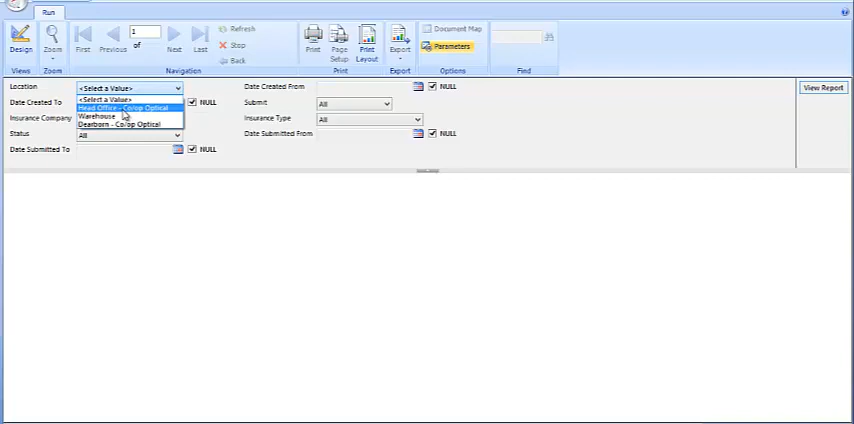 Run
Design
Zoom
First
Previous
1
of
Next
Last
Refresh
Stop
Back
Print
Page Setup
Print Layout
Export
Document Map
Parameters
Views
Zoom
Navigation
Print
Export
Options
Find
Location
<Select a Value>
Date Created From
NULL
View Report
<Select a Value>
Head Office - Co/op Optical
Warehouse
Dearborn - Co/op Optical
Date Created To
NULL
Submit
All
Insurance Company
Insurance Type
All
Status
All
Date Submitted From
NULL
Date Submitted To
NULL